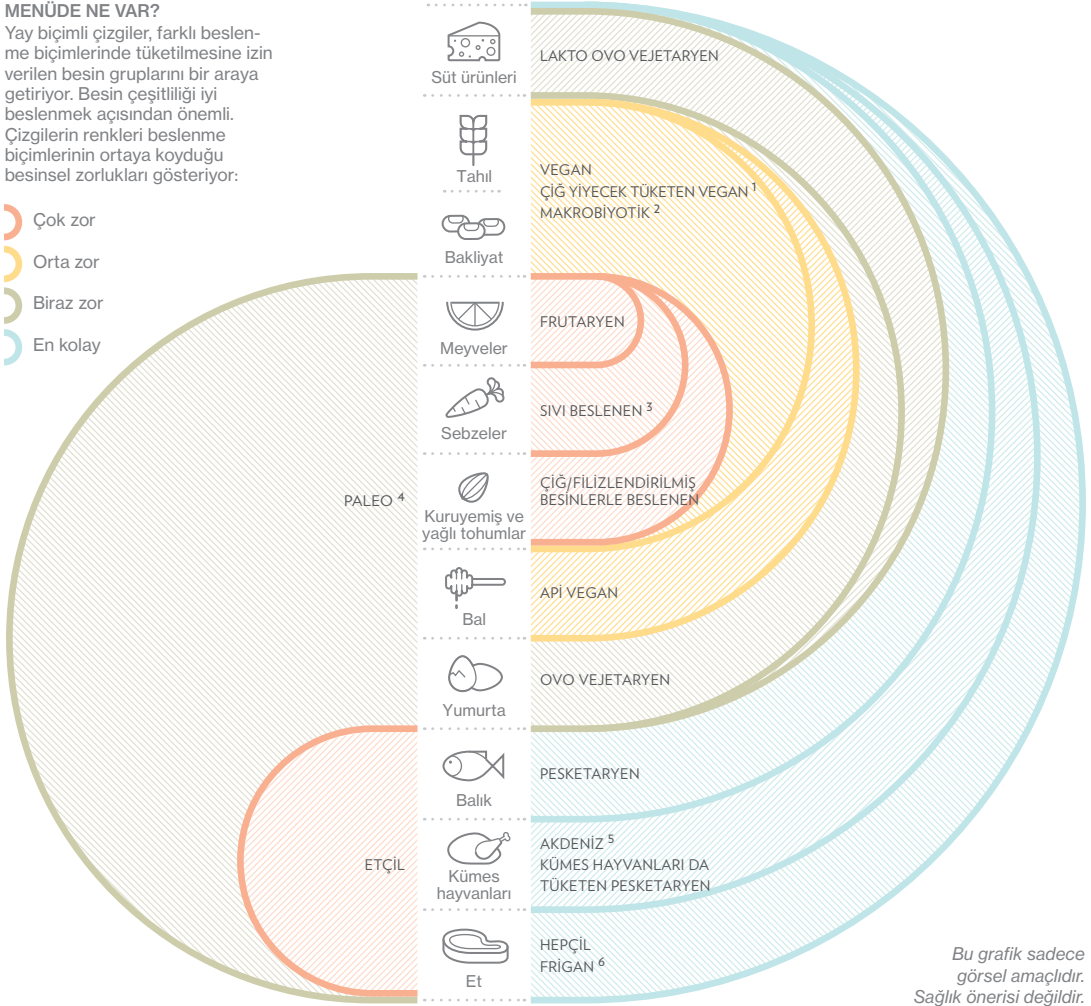 MENÜDE NE VAR?
Yay biçimli çizgiler, farklı beslen-
me biçimlerinde tüketilmesine izin
verilen besin gruplarını bir araya
getiriyor. Besin çeşitliliği iyi
beslenmek açısından önemli.
Çizgilerin renkleri beslenme
biçimlerinin ortaya koyduğu
besinsel zorlukları gösteriyor:
Çok zor
Orta zor
Biraz zor
En kolay
Süt ürünleri
Tahıl
Bakliyat
Meyveler
Sebzeler
Kuruyemiş ve
yağlı tohumlar
Bal
Yumurta
Balık
Kümes
hayvanları
Et
PALEO 4
ETÇİL
LAKTO OVO VEJETARYEN
VEGAN
ÇİĞ YİYECEK TÜKETEN VEGAN 1
MAKROBİYOTİK 2
FRUTARYEN
SIVI BESLENEN 3
ÇİĞ/FİLİZLENDİRİLMİŞ
BESİNLERLE BESLENEN
APİ VEGAN
OVO VEJETARYEN
PESKETARYEN
AKDENİZ 5
KÜMES HAYVANLARI DA
TÜKETEN PESKETARYEN
HEPÇİL
FRİGAN 6
Bu grafik sadece
görsel amaçlıdır.
Sağlık önerisi değildir.